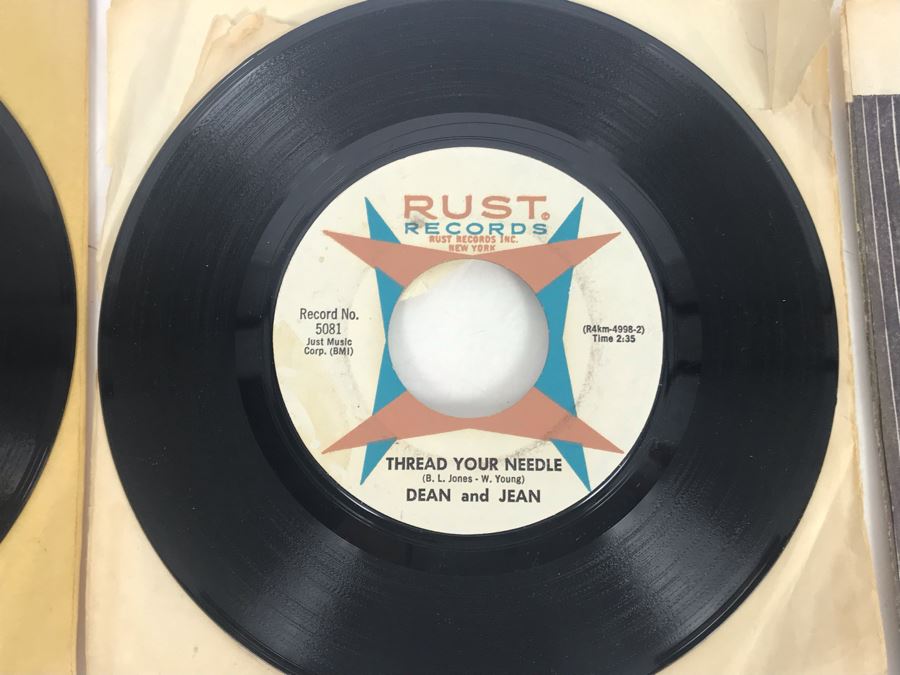 RUST
RECORDS
RUST RECORDS INC.
NEW YORK
Record No.
5081
Just Music
Corp. (BMI)
(R4km-4998-2)
Time 2:35
THREAD YOUR NEEDLE
(B. L. Jones - W. Young)
DEAN and JEAN